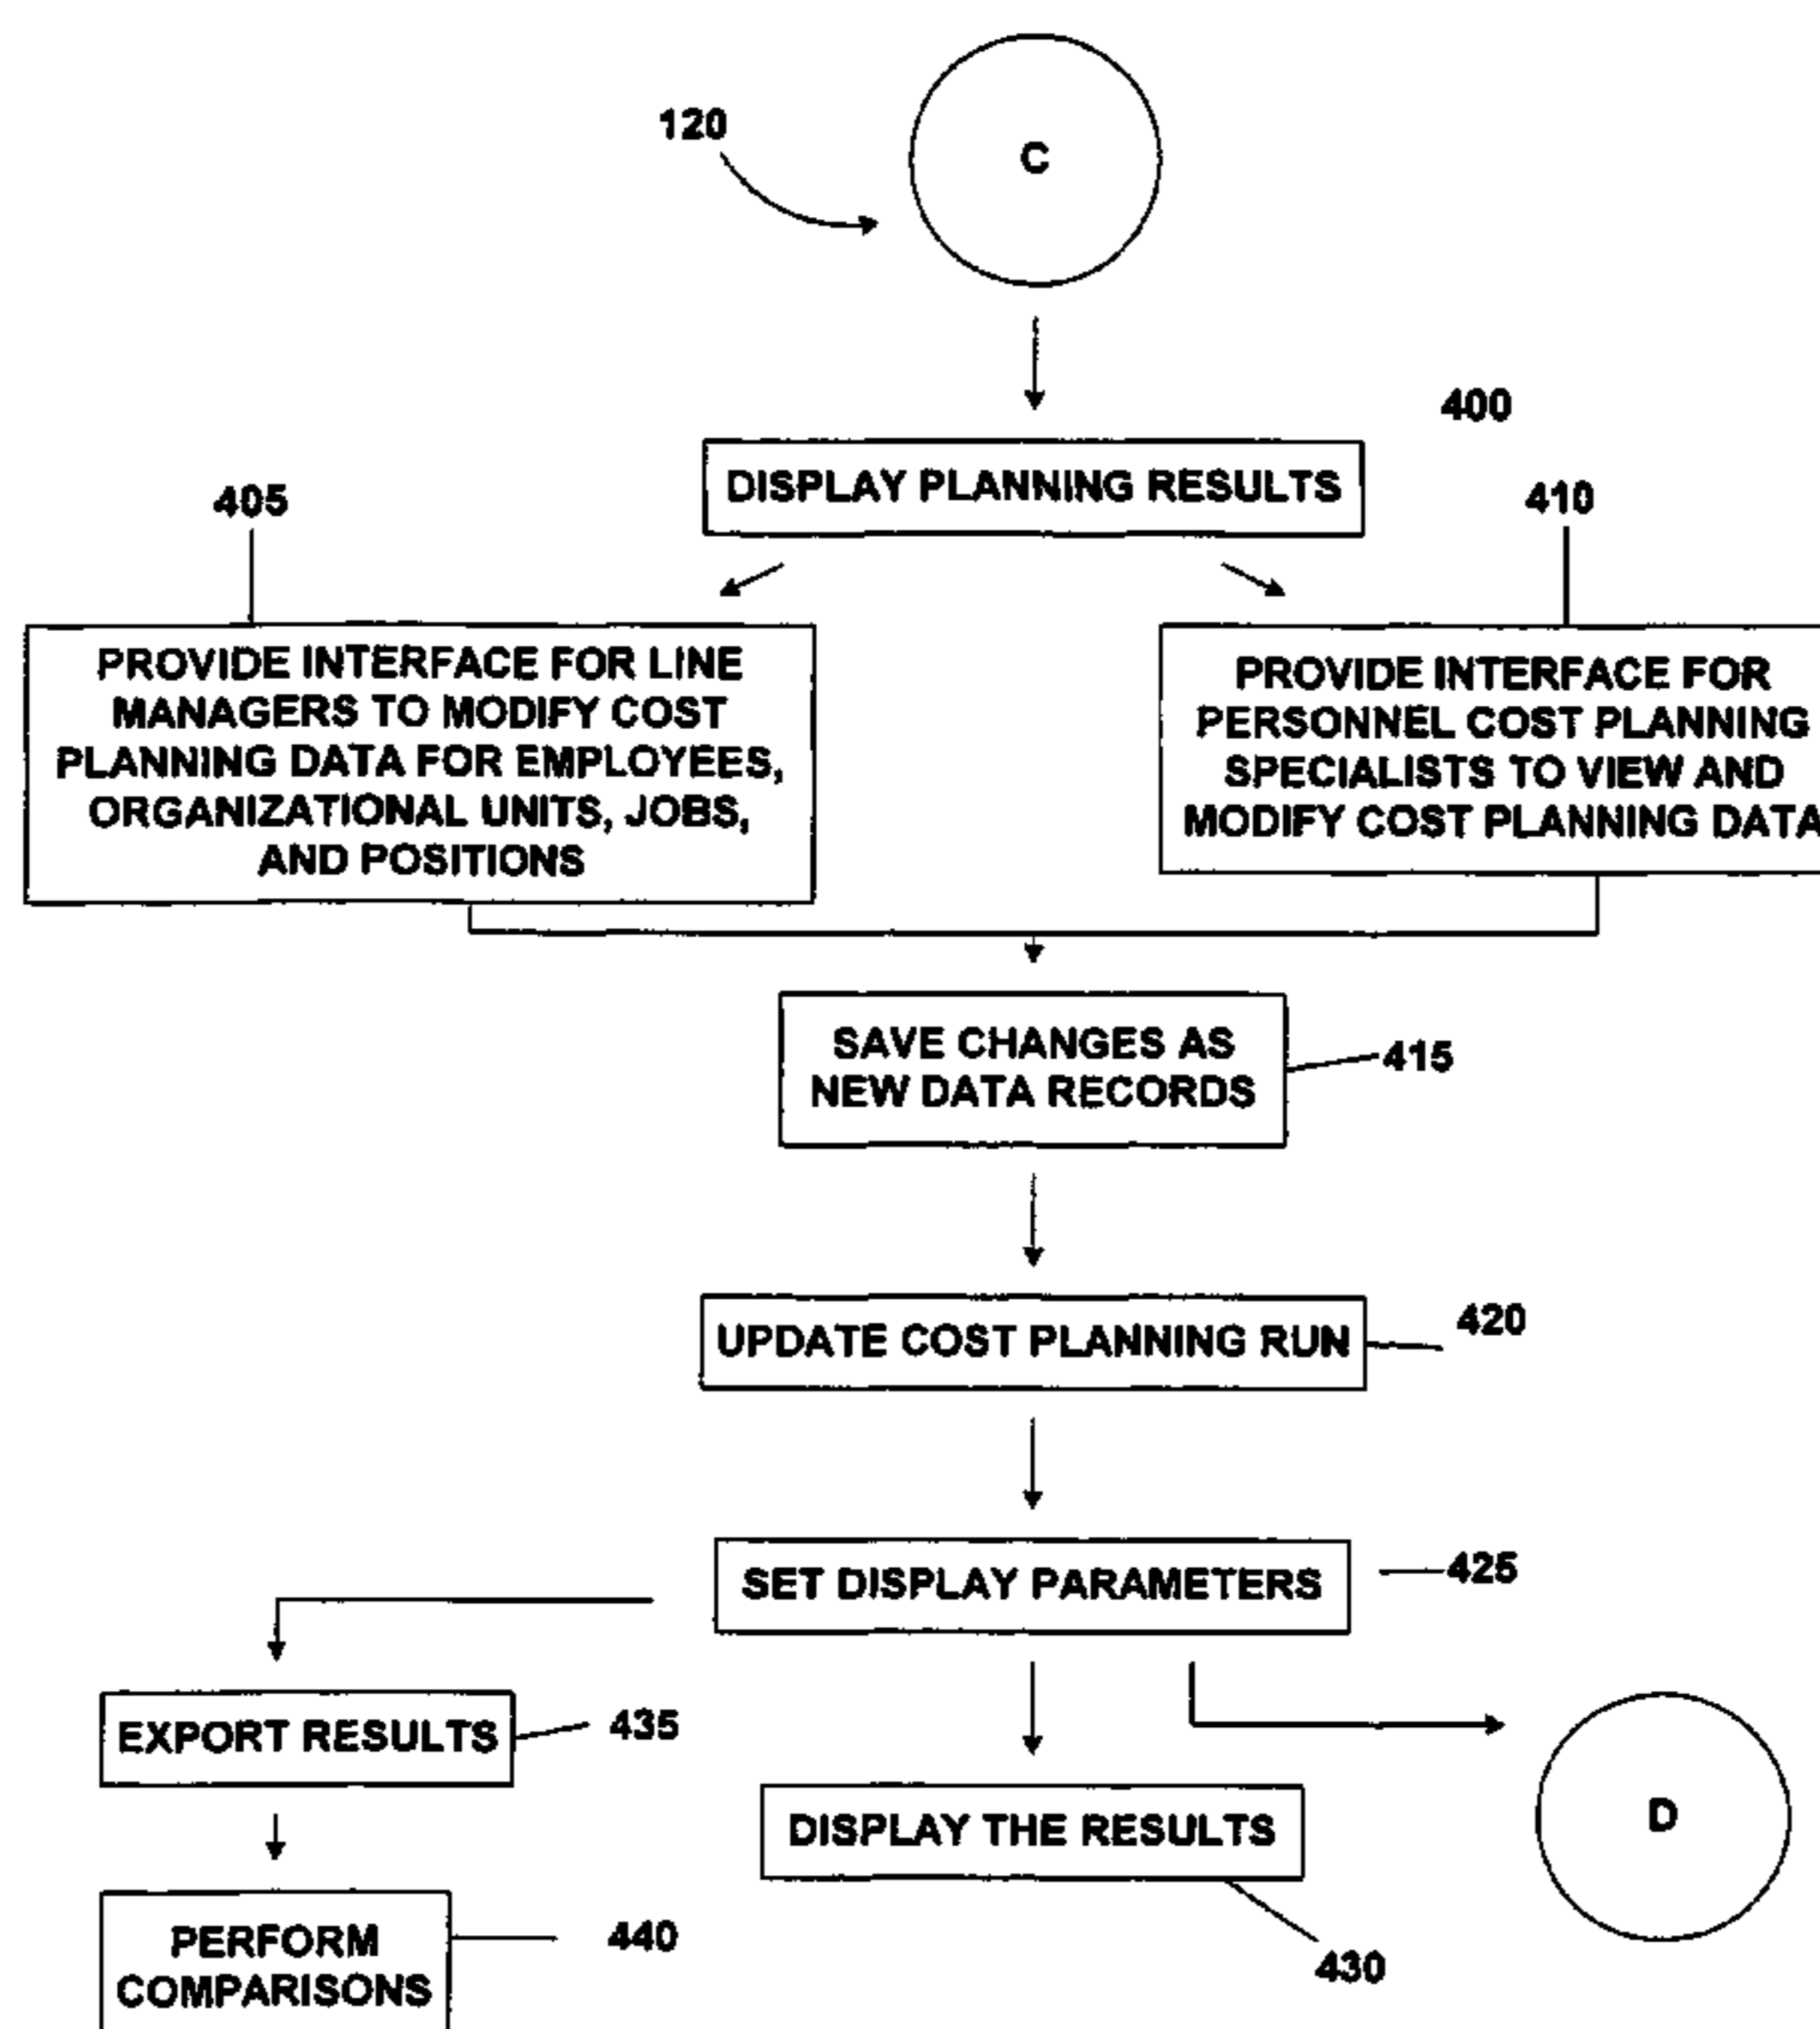 120
C
400
DISPLAY PLANNING RESULTS
405
410
PROVIDE INTERFACE FOR LINE
MANAGERS TO MODIFY COST
PLANNING DATA FOR EMPLOYEES,
ORGANIZATIONAL UNITS, JOBS,
AND POSITIONS
PROVIDE INTERFACE FOR
PERSONNEL COST PLANNING
SPECIALISTS TO VIEW AND
MODIFY COST PLANNING DATA
SAVE CHANGES AS
NEW DATA RECORDS
415
UPDATE COST PLANNING RUN
420
SET DISPLAY PARAMETERS
425
EXPORT RESULTS
435
DISPLAY THE RESULTS
D
430
PERFORM
COMPARISONS
440